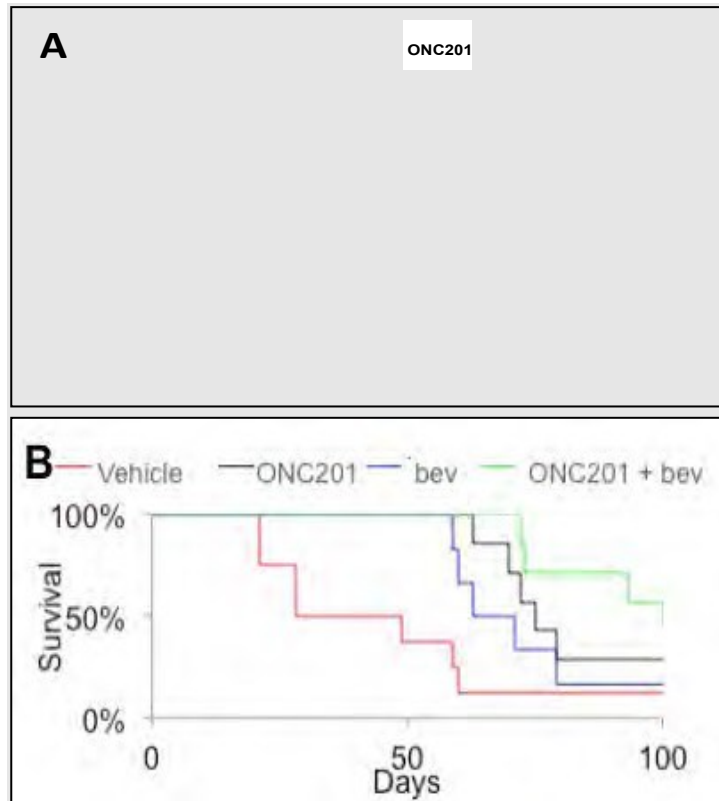 A
ONC201
B
Vehicle ONC201 bev ONC201 + bev
100%
50%
0%
Survival
0 50 100
Days